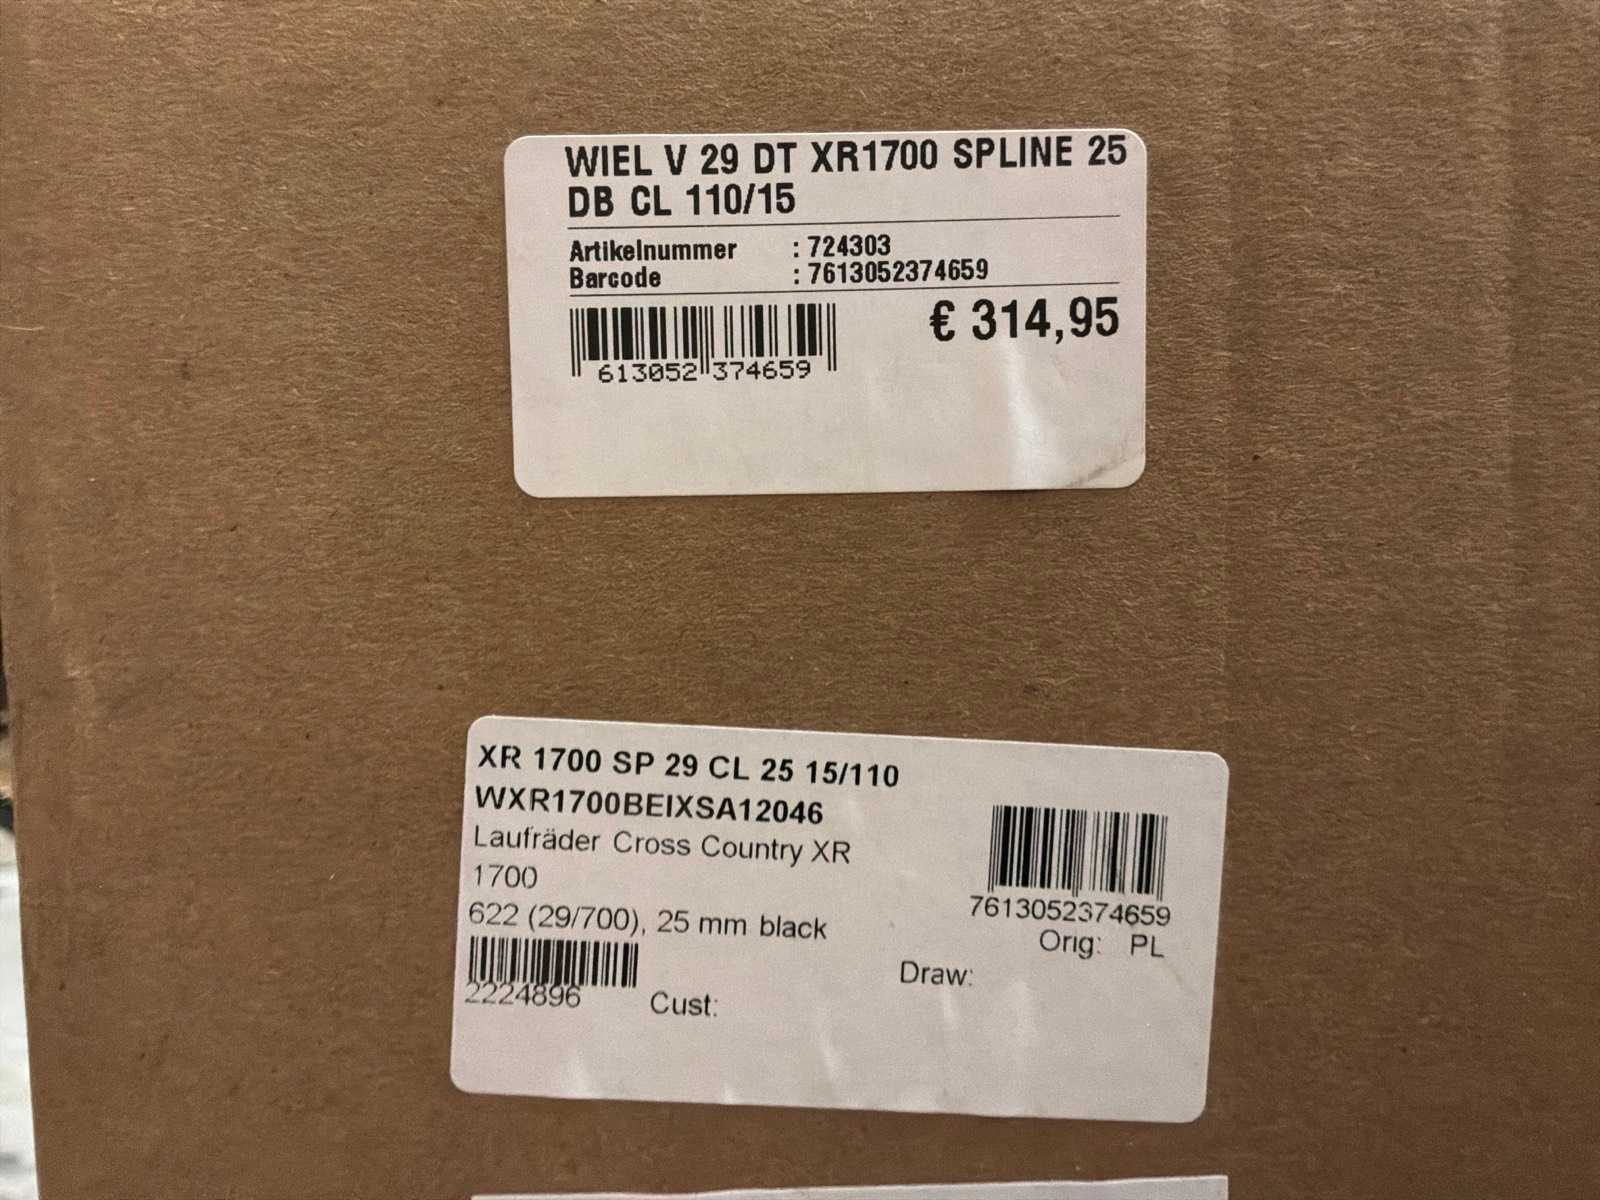 WIEL V 29 DT XR1700 SPLINE 25
DB CL 110/15
Artikelnummer : 724303
Barcode : 7613052374659
€ 314,95
613052 374659
XR 1700 SP 29 CL 25 15/110
WXR1700BEIXSA12046
Laufräder Cross Country XR
1700
622 (29/700), 25 mm black
7613052374659
Orig: PL
Draw:
2224896
Cust: